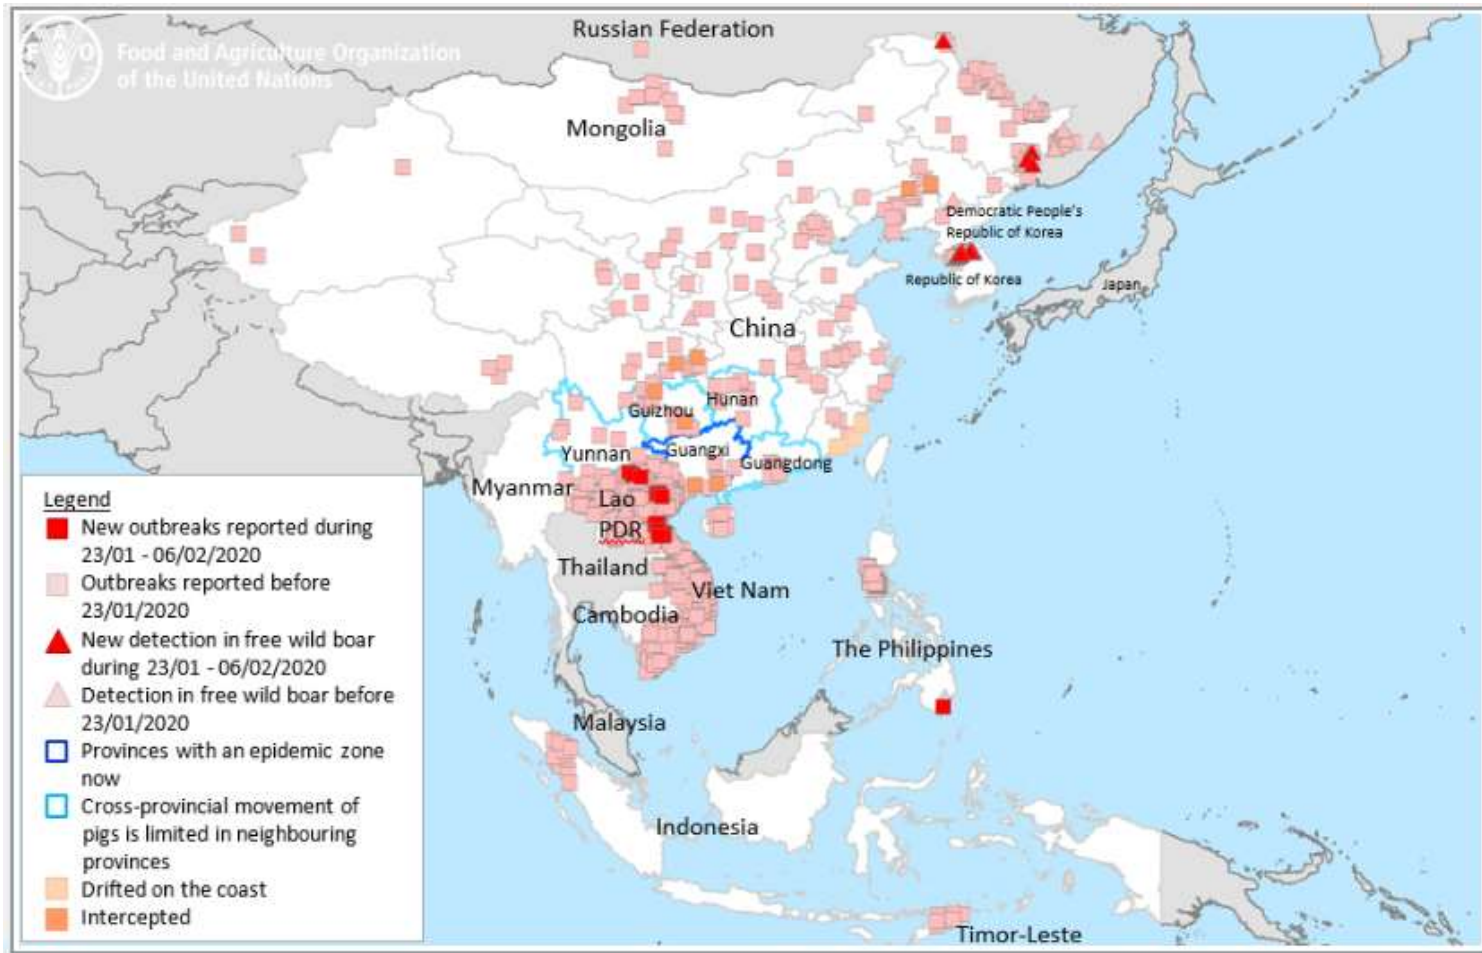 F A O
Food and Agriculture Organization
of the United Nations
Russian Federation
Mongolia
Democratic People's
Republic of Korea
Republic of Korea
Japan
China
Guizhou
Hunan
Yunnan
Guangxi
Guangdong
Myanmar
Lao
PDR
Thailand
Viet Nam
Cambodia
The Philippines
Malaysia
Indonesia
Timor-Leste
Legend
New outbreaks reported during
23/01 - 06/02/2020
Outbreaks reported before
23/01/2020
New detection in free wild boar
during 23/01 - 06/02/2020
Detection in free wild boar before
23/01/2020
Provinces with an epidemic zone
now
Cross-provincial movement of
pigs is limited in neighbouring
provinces
Drifted on the coast
Intercepted